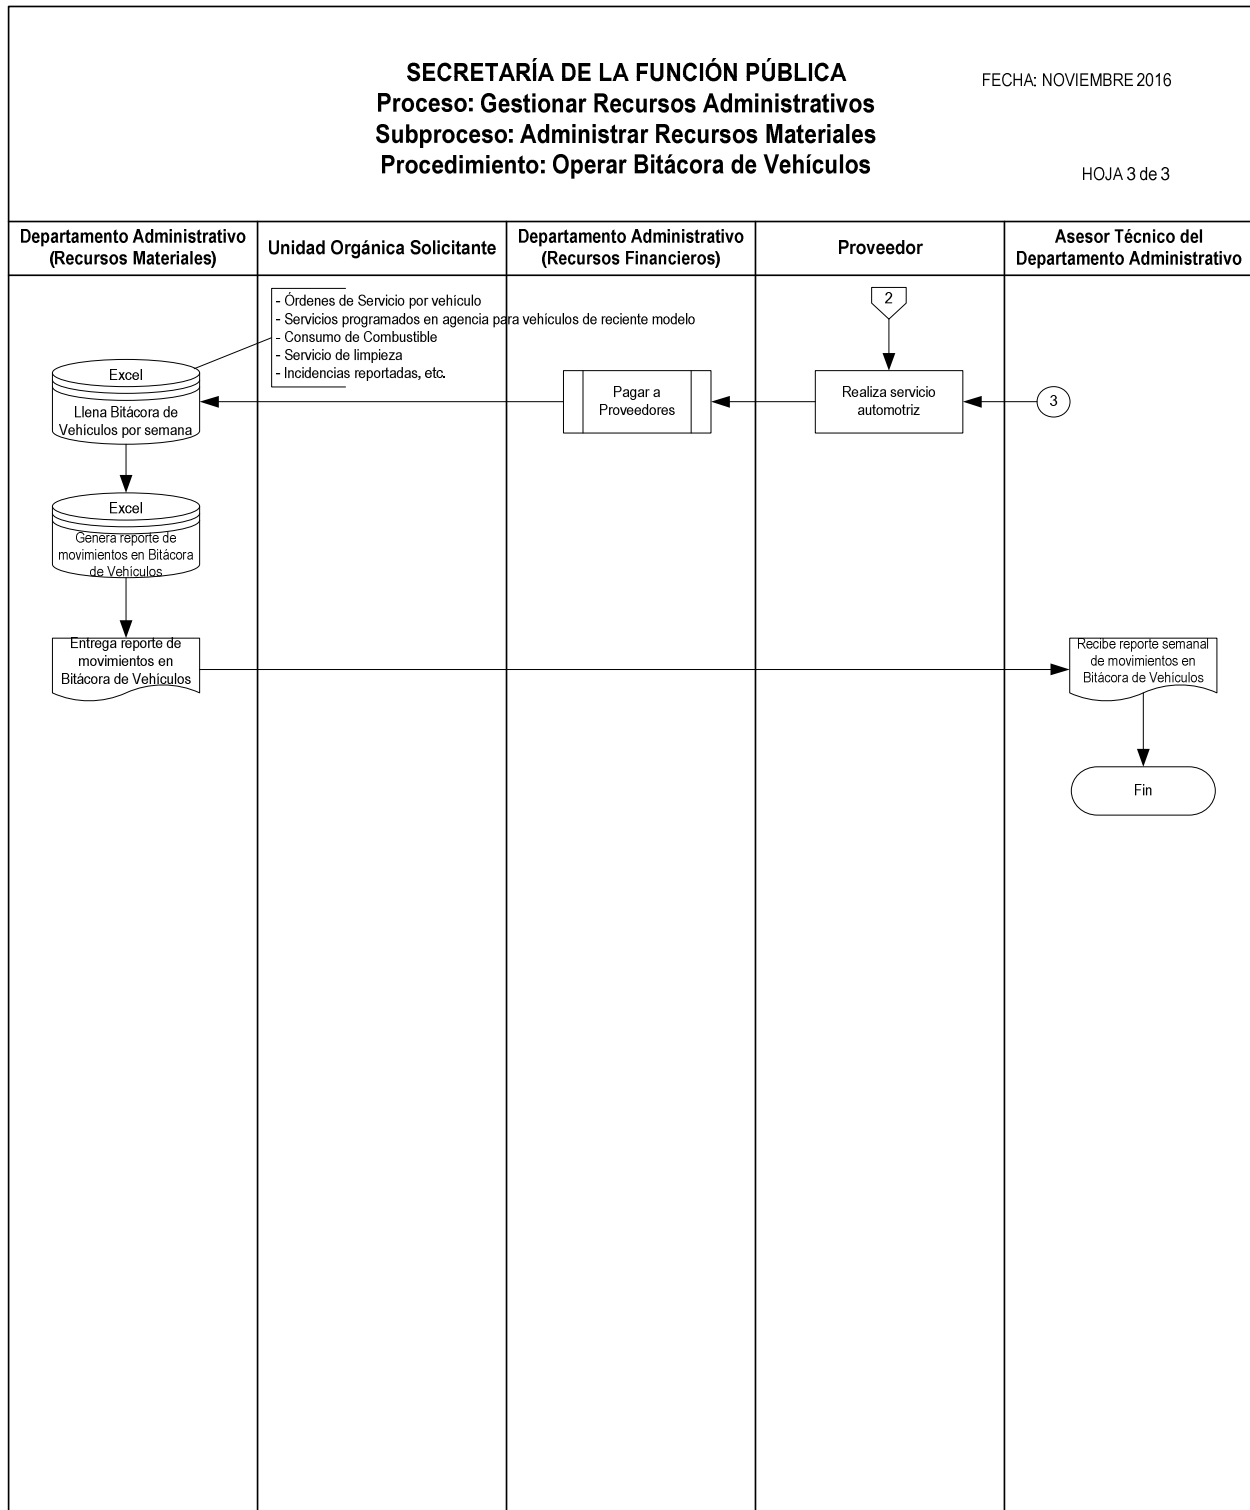 SECRETARÍA DE LA FUNCIÓN PÚBLICA
Proceso: Gestionar Recursos Administrativos
Subproceso: Administrar Recursos Materiales
Procedimiento: Operar Bitácora de Vehículos
FECHA: NOVIEMBRE 2016
HOJA 3 de 3
Departamento Administrativo
(Recursos Materiales)
Unidad Orgánica Solicitante
Departamento Administrativo
(Recursos Financieros)
Proveedor
Asesor Técnico del
Departamento Administrativo
- Órdenes de Servicio por vehículo
- Servicios programados en agencia para vehículos de reciente modelo
- Consumo de Combustible
- Servicio de limpieza
- Incidencias reportadas, etc.
2
Excel
Llena Bitácora de
Vehículos por semana
Pagar a
Proveedores
Realiza servicio
automotriz
3
Excel
Genera reporte de
movimientos en Bitácora
de Vehículos
Entrega reporte de
movimientos en
Bitácora de Vehículos
Recibe reporte semanal
de movimientos en
Bitácora de Vehículos
Fin